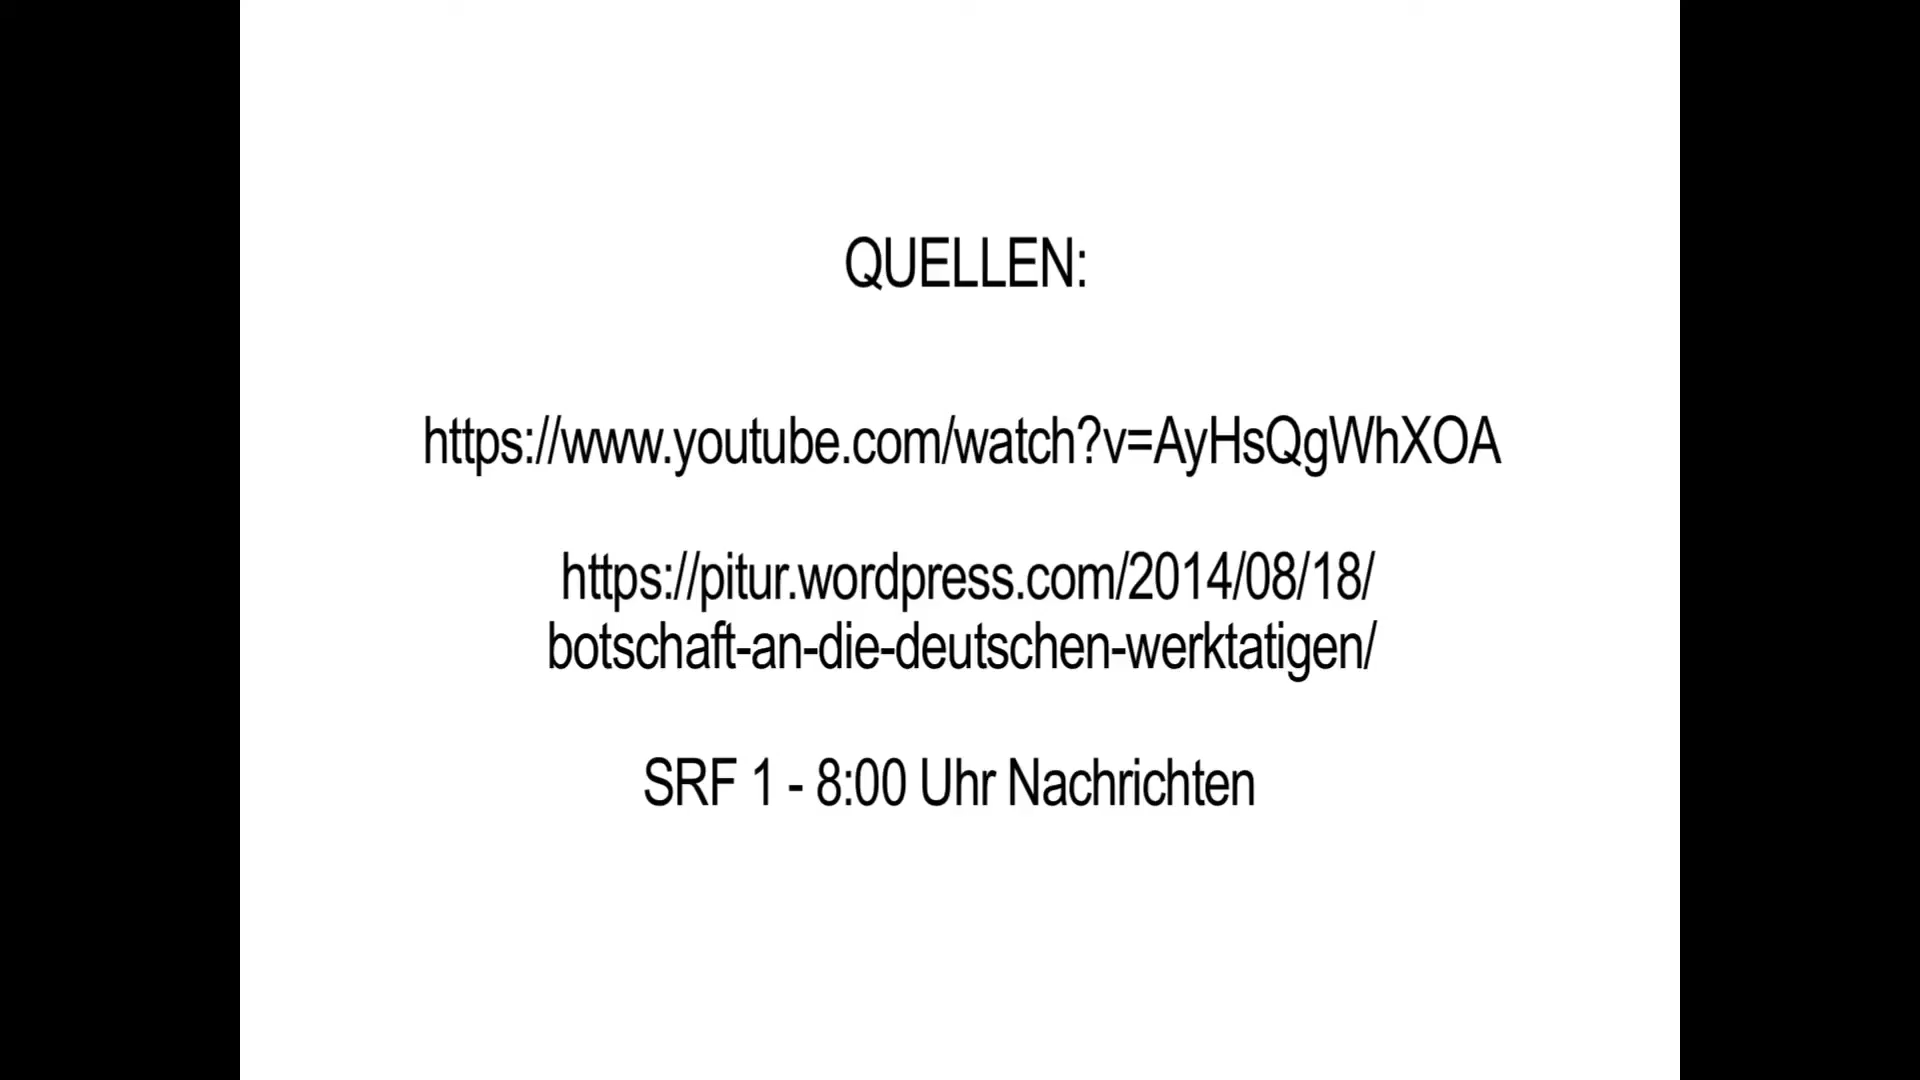 QUELLEN:
https://www.youtube.com/watch?v=AyHsQgWhXOA
https://pitur.wordpress.com/2014/08/18/
botschaft-an-die-deutschen-werktatigen/
SRF 1 - 8:00 Uhr Nachrichten